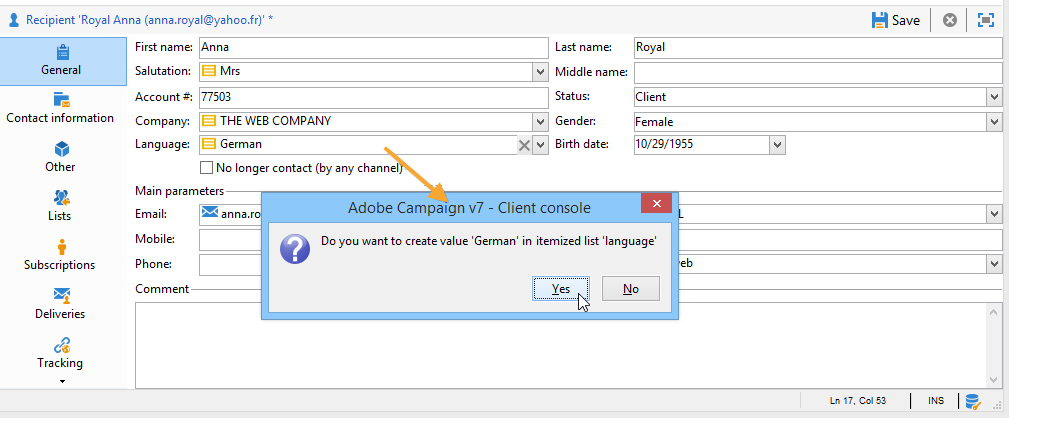 Recipient 'Royal Anna (anna.royal@yahoo.fr)' *
Save
General
Contact information
Other
Lists
Subscriptions
Deliveries
Tracking
First name: Anna
Last name: Royal
Salutation: Mrs
Middle name:
Account #: 77503
Status: Client
Company: THE WEB COMPANY
Gender: Female
Language: German
Birth date: 10/29/1955
No longer contact (by any channel)
Main parameters
Email: anna.ro
L
Mobile:
Phone:
eb
Comment
Adobe Campaign v7 - Client console
Do you want to create value 'German' in itemized list 'language'
Yes
No
Ln 17, Col 53
INS